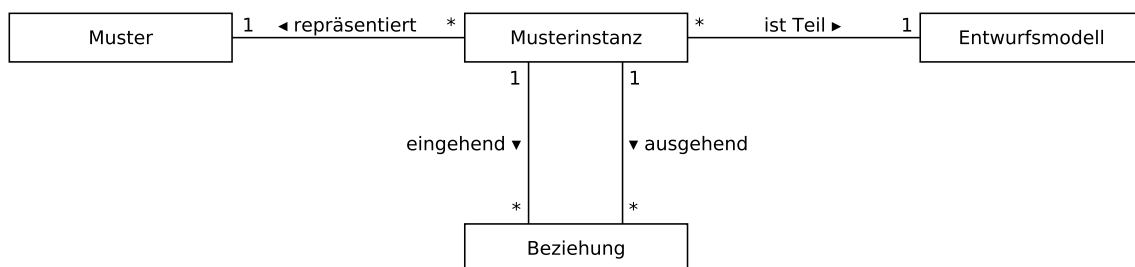 1 ◂ repräsentiert * * ist Teil ▸ 1
Muster Musterinstanz Entwurfsmodell
1 1
eingehend ▾ ▾ ausgehend
* *
Beziehung